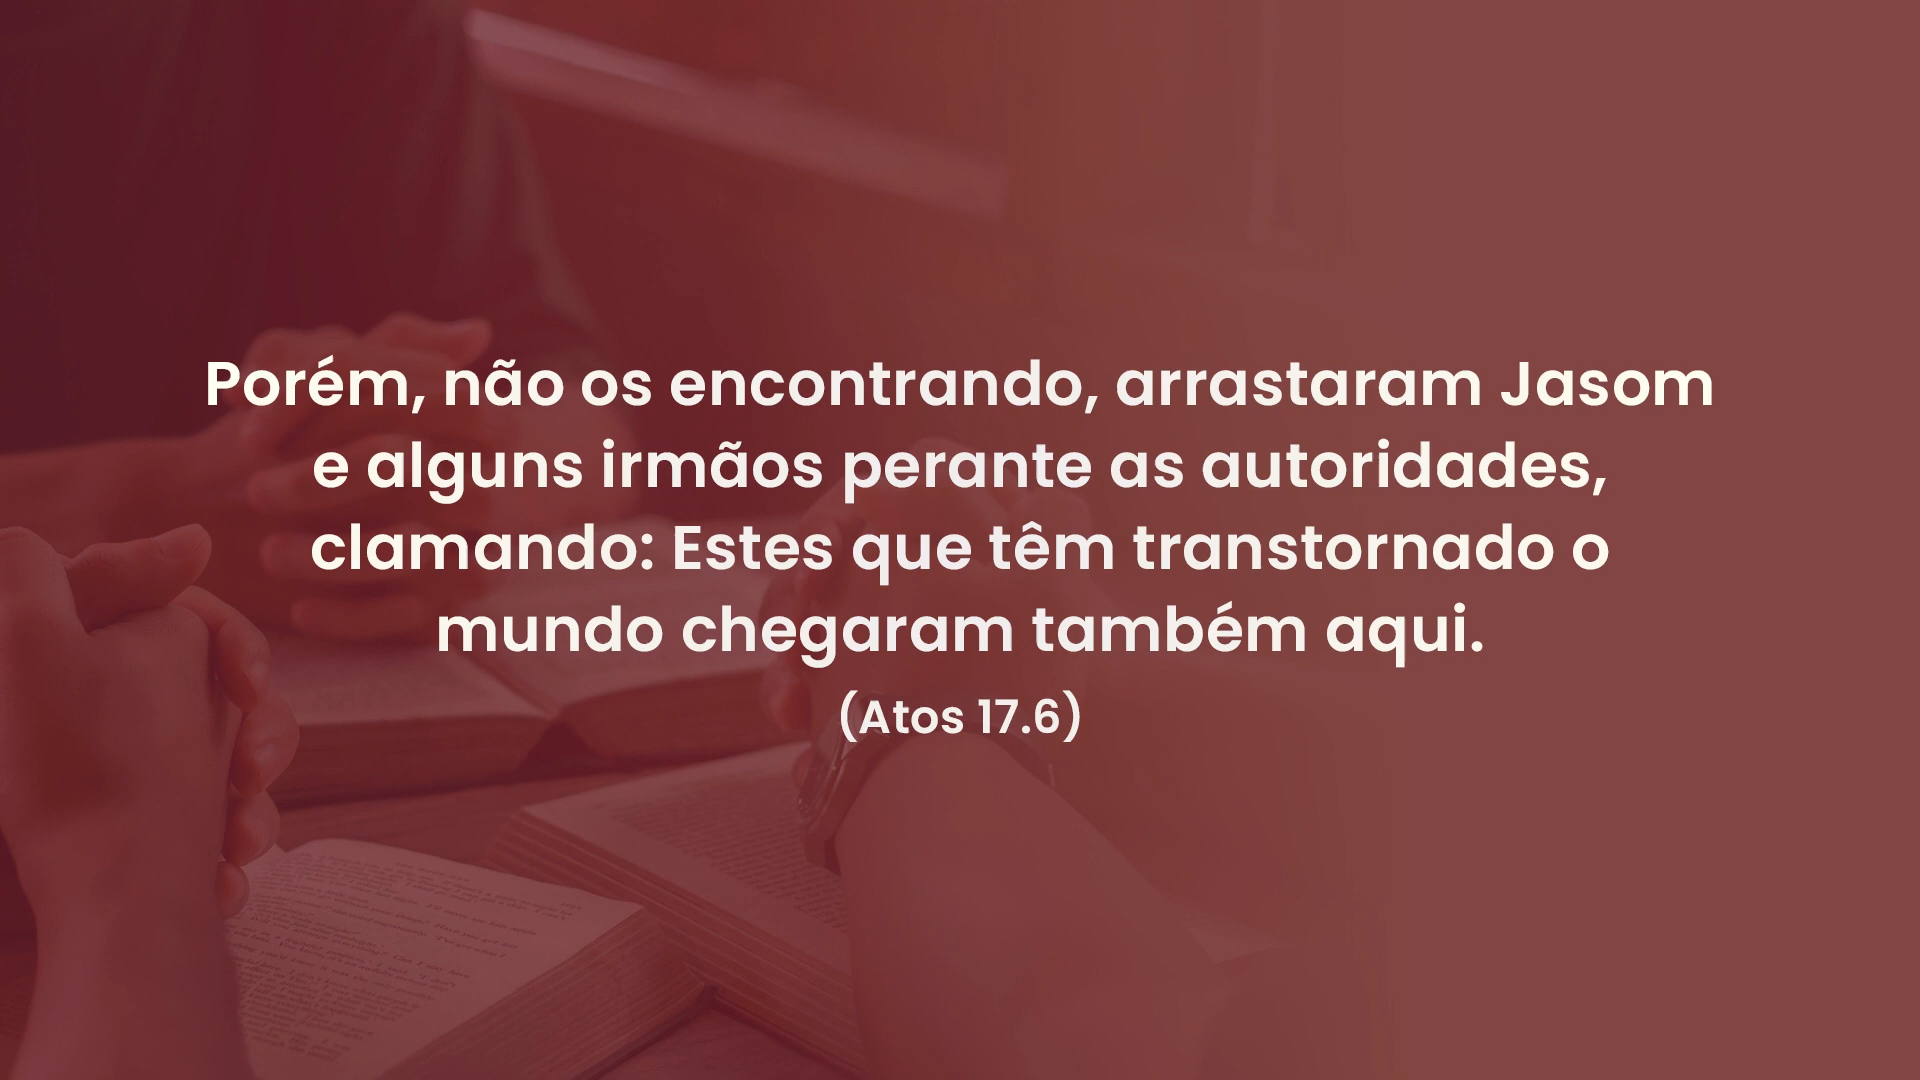 Porém, não os encontrando, arrastaram Jasom
e alguns irmãos perante as autoridades,
clamando: Estes que têm transtornado o
mundo chegaram também aqui.
(Atos 17.6)